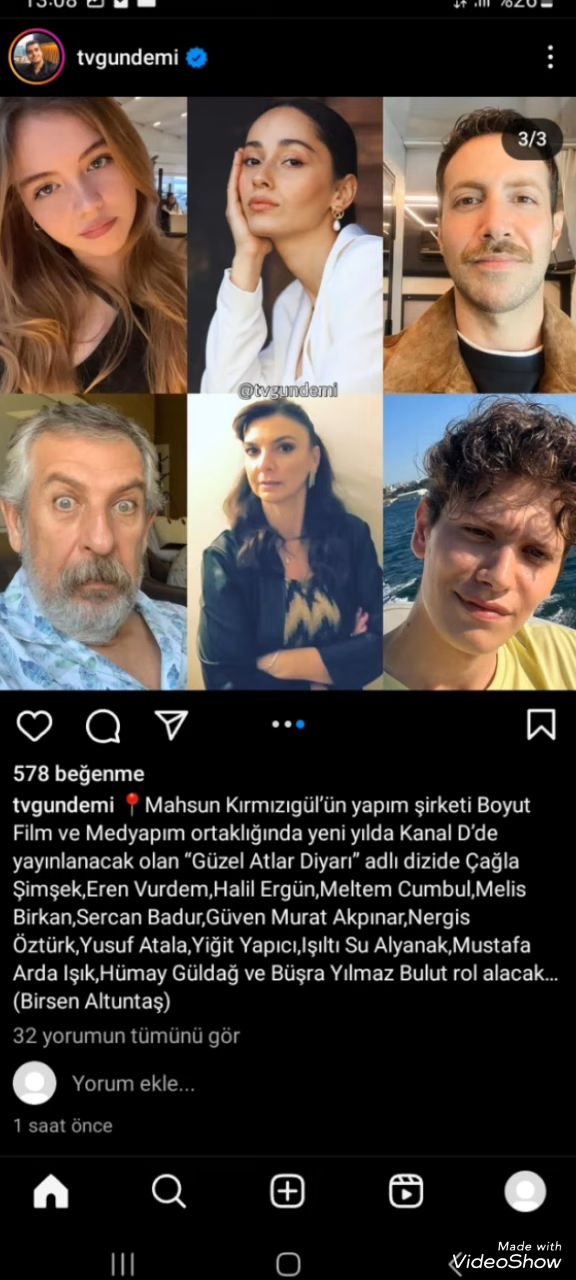 13:08
%26
tvgundemi
3/3
@tvgundemi
578 beğenme
tvgundemi 📍Mahsun Kırmızıgül'ün yapım şirketi Boyut
Film ve Medyapım ortaklığında yeni yılda Kanal D'de
yayınlanacak olan “Güzel Atlar Diyarı” adlı dizide Çağla
Şimşek,Eren Vurdem,Halil Ergün,Meltem Cumbul,Melis
Birkan,Sercan Badur,Güven Murat Akpınar,Nergis
Öztürk,Yusuf Atala,Yiğit Yapıcı,Işıltı Su Alyanak,Mustafa
Arda Işık,Hümay Güldağ ve Büşra Yılmaz Bulut rol alacak...
(Birsen Altuntaş)
32 yorumun tümünü gör
Yorum ekle...
1 saat önce
Made with
VideoShow